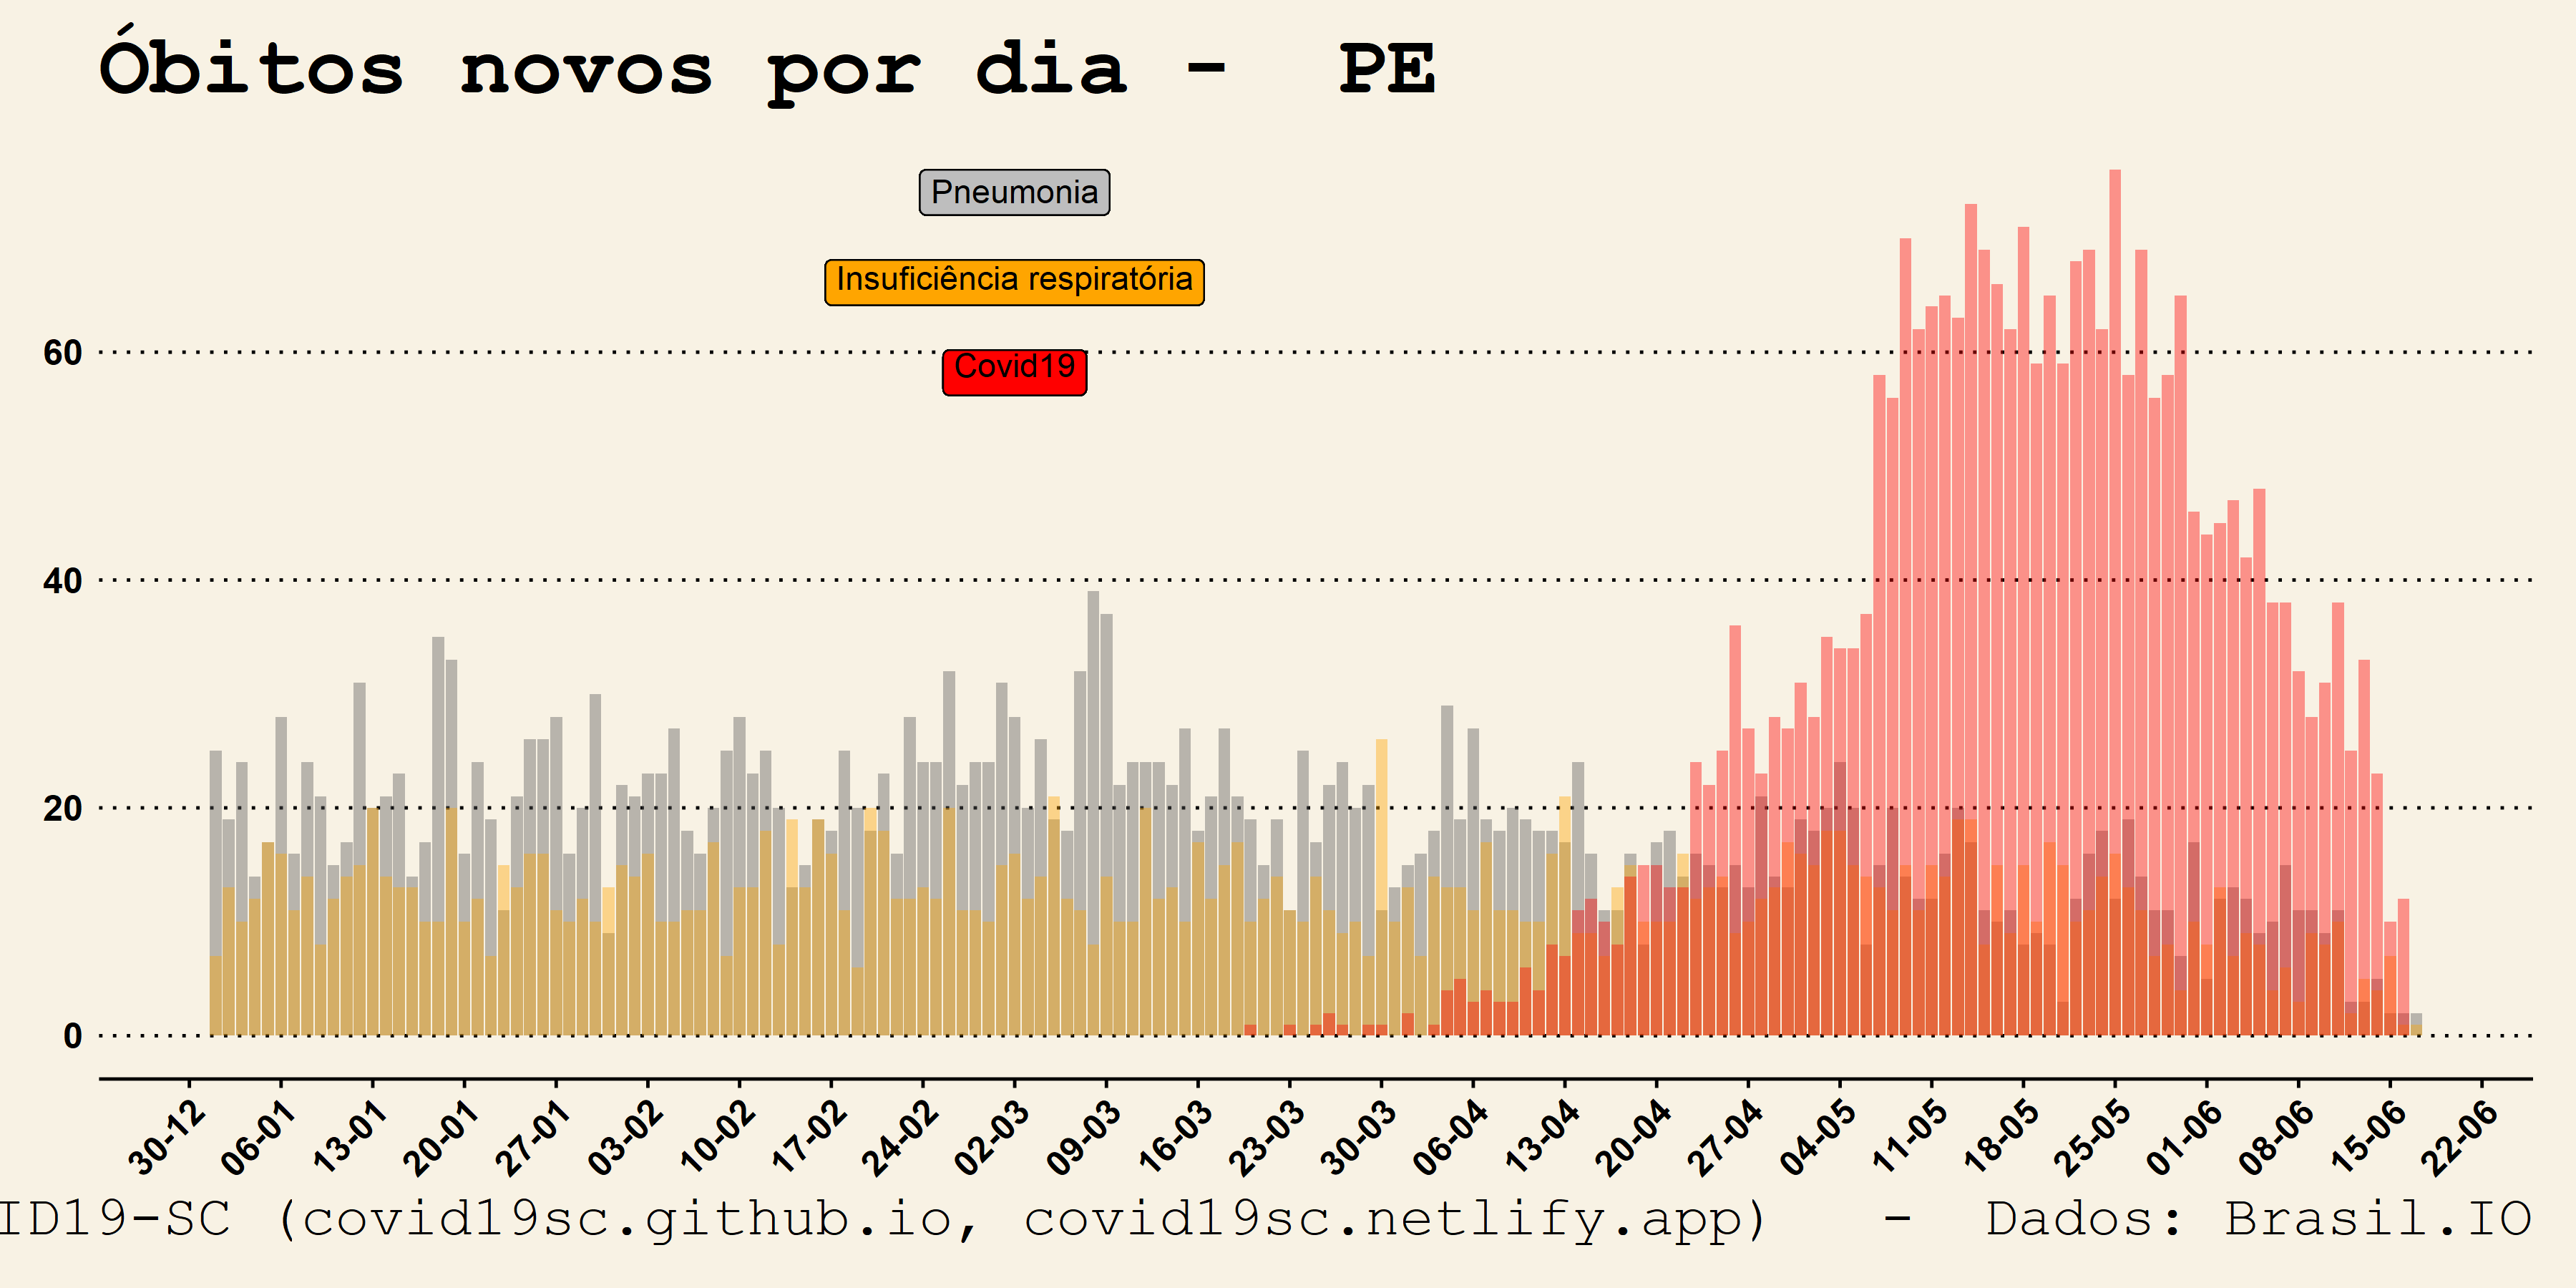 Óbitos novos por dia - PE
Pneumonia
Insuficiência respiratória
Covid19
60
40
20
0
30-12 06-01 13-01 20-01 27-01 03-02 10-02 17-02 24-02 02-03 09-03 16-03 23-03 30-03 06-04 13-04 20-04 27-04 04-05 11-05 18-05 25-05 01-06 08-06 15-06 22-06
ID19-SC (covid19sc.github.io, covid19sc.netlify.app) - Dados: Brasil.IO